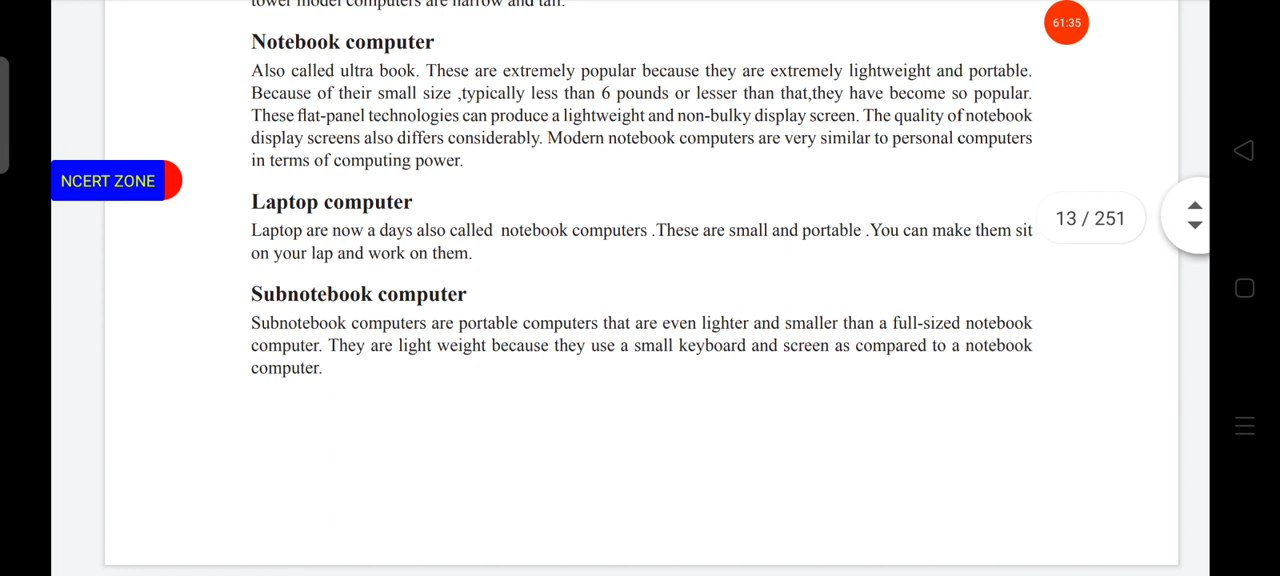 tower model computers are narrow and tall.
61:35
Notebook computer
Also called ultra book. These are extremely popular because they are extremely lightweight and portable.
Because of their small size ,typically less than 6 pounds or lesser than that,they have become so popular.
These flat-panel technologies can produce a lightweight and non-bulky display screen. The quality of notebook
display screens also differs considerably. Modern notebook computers are very similar to personal computers
in terms of computing power.
NCERT ZONE
Laptop computer
13 / 251
Laptop are now a days also called notebook computers .These are small and portable .You can make them sit
on your lap and work on them.
Subnotebook computer
Subnotebook computers are portable computers that are even lighter and smaller than a full-sized notebook
computer. They are light weight because they use a small keyboard and screen as compared to a notebook
computer.